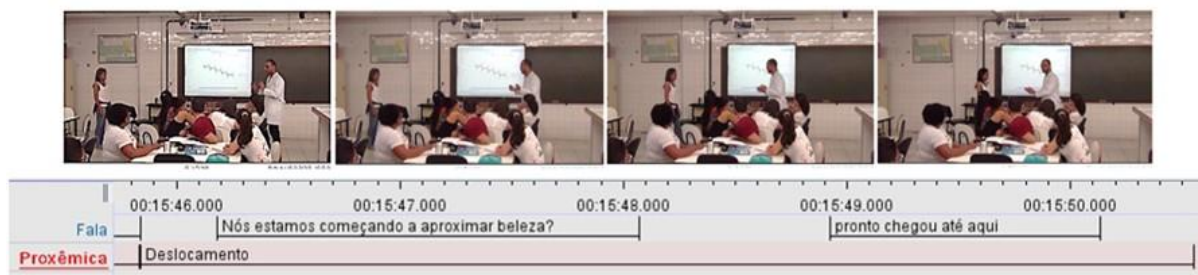 00:15:46.000 00:15:47.000 00:15:48.000 00:15:49.000 00:15:50.000
Fala Nós estamos começando a aproximar beleza? pronto chegou até aqui
Proxêmica Deslocamento